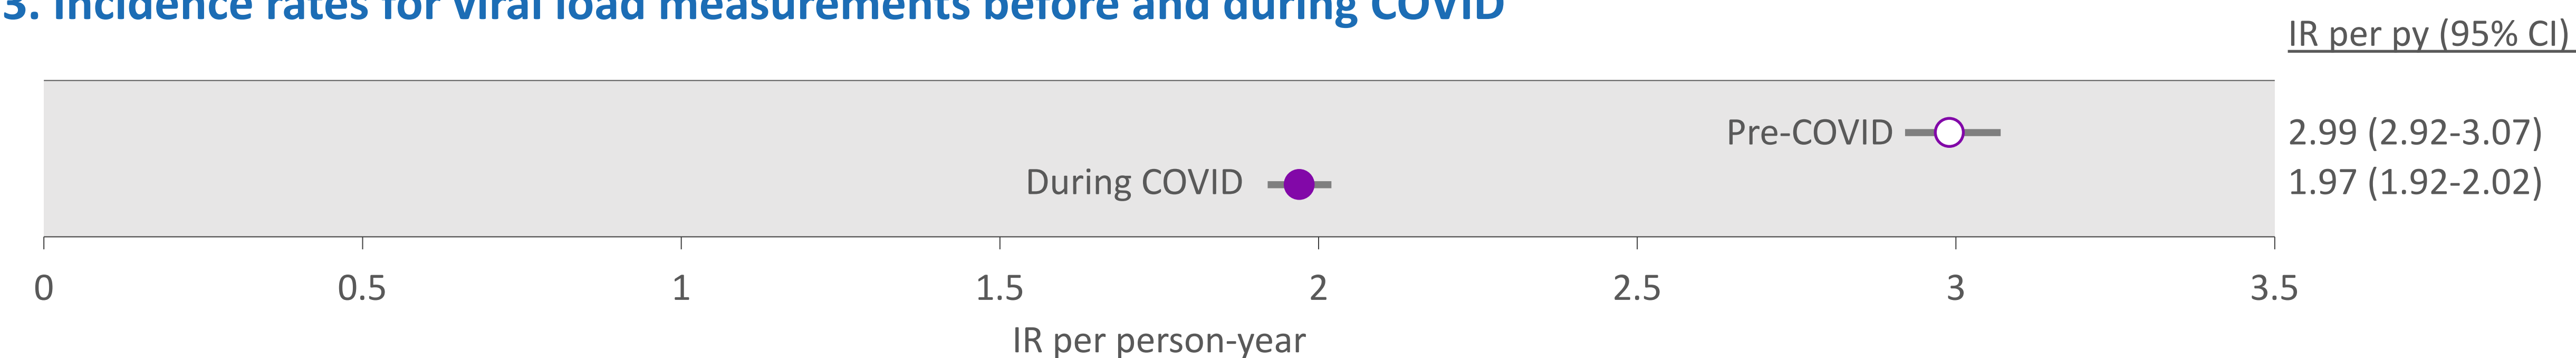 3. Incidence rates for viral load measurements before and during COVID
IR per py (95% CI)
Pre-COVID 2.99 (2.92-3.07)
During COVID 1.97 (1.92-2.02)
0 0.5 1 1.5 2 2.5 3 3.5
IR per person-year